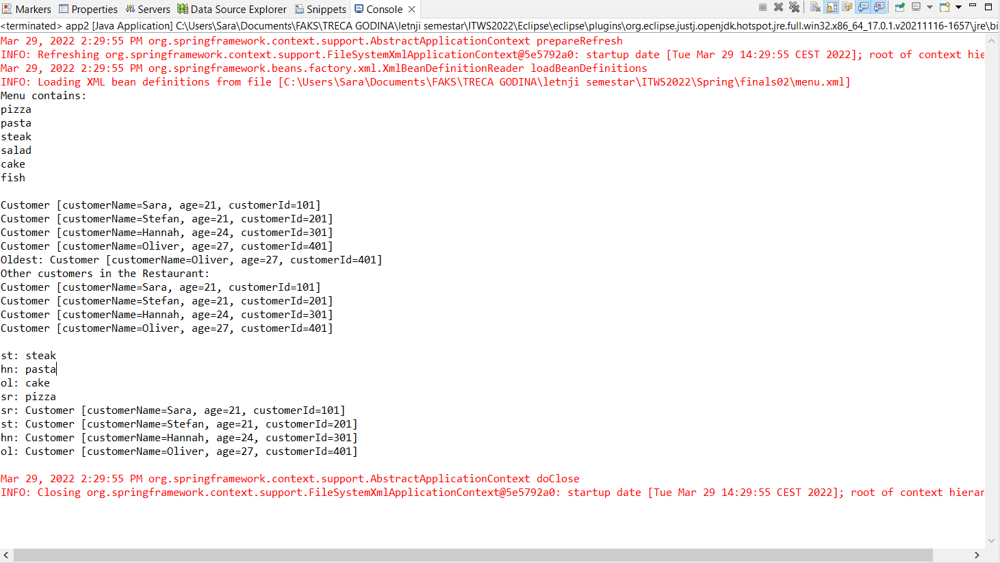 Markers Properties Servers Data Source Explorer Snippets Console
<terminated> app2 [Java Application] C:\Users\Sara\Documents\FAKS\TRECA GODINA\letnji semestar\ITWS2022\Eclipse\eclipse\plugins\org.eclipse.justj.openjdk.hotspot.jre.full.win32.x86_64_17.0.1.v20211116-1657\jre\bi
Mar 29, 2022 2:29:55 PM org.springframework.context.support.AbstractApplicationContext prepareRefresh
INFO: Refreshing org.springframework.context.support.FileSystemXmlApplicationContext@5e5792a0: startup date [Tue Mar 29 14:29:55 CEST 2022]; root of context hie
Mar 29, 2022 2:29:55 PM org.springframework.beans.factory.xml.XmlBeanDefinitionReader loadBeanDefinitions
INFO: Loading XML bean definitions from file [C:\Users\Sara\Documents\FAKS\TRECA GODINA\letnji semestar\ITWS2022\Spring\finals02\menu.xml]
Menu contains:
pizza
pasta
steak
salad
cake
fish
Customer [customerName=Sara, age=21, customerId=101]
Customer [customerName=Stefan, age=21, customerId=201]
Customer [customerName=Hannah, age=24, customerId=301]
Customer [customerName=Oliver, age=27, customerId=401]
Oldest: Customer [customerName=Oliver, age=27, customerId=401]
Other customers in the Restaurant:
Customer [customerName=Sara, age=21, customerId=101]
Customer [customerName=Stefan, age=21, customerId=201]
Customer [customerName=Hannah, age=24, customerId=301]
Customer [customerName=Oliver, age=27, customerId=401]
st: steak
hn: pasta
ol: cake
sr: pizza
sr: Customer [customerName=Sara, age=21, customerId=101]
st: Customer [customerName=Stefan, age=21, customerId=201]
hn: Customer [customerName=Hannah, age=24, customerId=301]
ol: Customer [customerName=Oliver, age=27, customerId=401]
Mar 29, 2022 2:29:55 PM org.springframework.context.support.AbstractApplicationContext doClose
INFO: Closing org.springframework.context.support.FileSystemXmlApplicationContext@5e5792a0: startup date [Tue Mar 29 14:29:55 CEST 2022]; root of context hierar